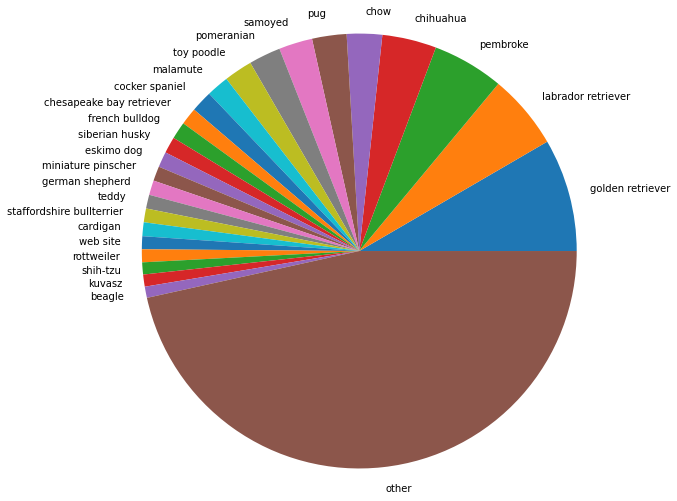 chow
pug
chihuahua
samoyed
pomeranian
pembroke
toy poodle
malamute
cocker spaniel
labrador retriever
chesapeake bay retriever
french bulldog
siberian husky
eskimo dog
miniature pinscher
german shepherd
golden retriever
teddy
staffordshire bullterrier
cardigan
web site
rottweiler
shih-tzu
kuvasz
beagle
other